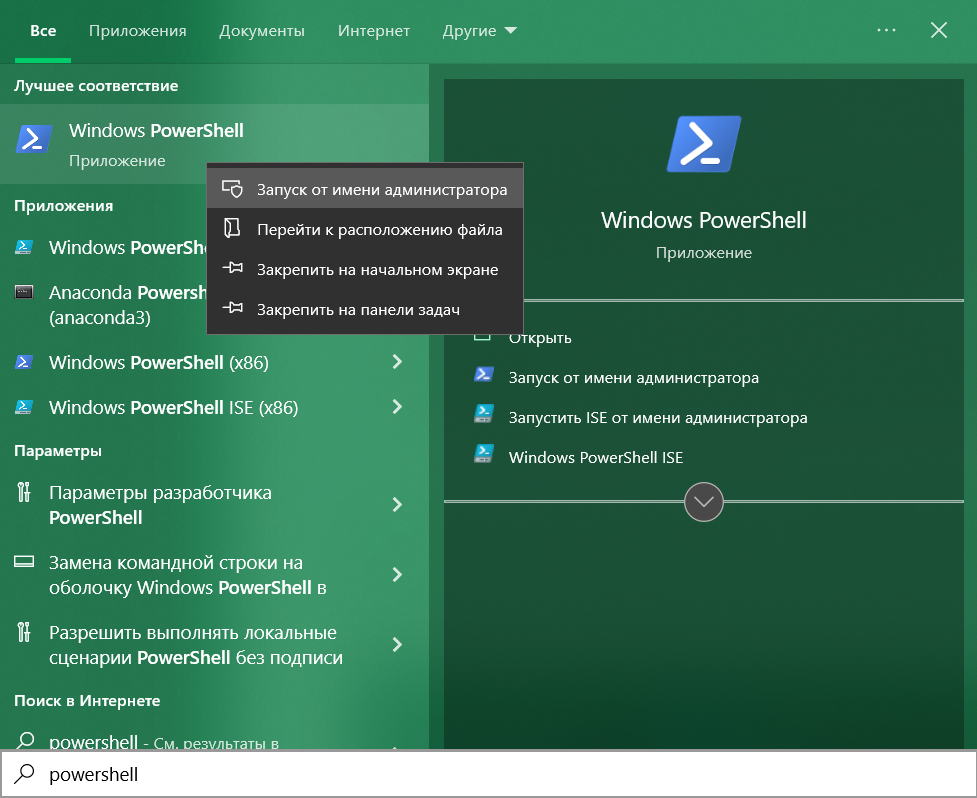 Все Приложения Документы Интернет Другие
Лучшее соответствие
Windows PowerShell
Приложение
Запуск от имени администратора
Перейти к расположению файла
Закрепить на начальном экране
Закрепить на панели задач
Приложения
Windows PowerShe
Anaconda Powersh
(anaconda3)
Windows PowerShell (x86)
Windows PowerShell ISE (x86)
Параметры
Параметры разработчика
PowerShell
Замена командной строки на
оболочку Windows PowerShell в
Разрешить выполнять локальные
сценарии PowerShell без подписи
Поиск в Интернете
powershell - См. результаты в
Windows PowerShell
Приложение
Открыть
Запуск от имени администратора
Запустить ISE от имени администратора
Windows PowerShell ISE
powershell